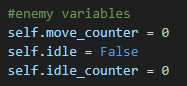 #enemy variables
self.move_counter = 0
self.idle = False
self.idle_counter = 0